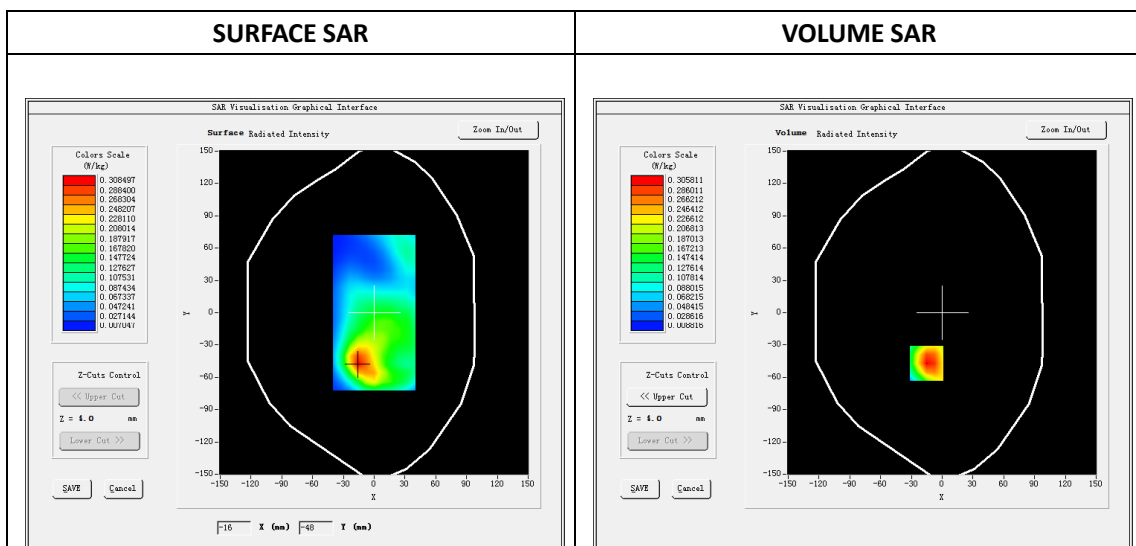 SURFACE SAR
VOLUME SAR
SAR Visualisation Graphical Interface
Surface Radiated Intensity
Zoom In/Out
Colors Scale
(W/kg)
0.308497
0.288400
0.268304
0.248207
0.228110
0.208014
0.187917
0.167820
0.147724
0.127627
0.107531
0.087434
0.067337
0.047241
0.027144
0.007047
150
120
90
60
30
0
-30
-60
-90
-120
-150
Y
-150 -120 -90 -60 -30 0 30 60 90 120 150
X
Z-Cuts Control
<< Upper Cut
Z = 4.0 mm
Lower Cut >>
SAVE
Cancel
-16 X (mm) -48 Y (mm)
SAR Visualisation Graphical Interface
Volume Radiated Intensity
Zoom In/Out
Colors Scale
(W/kg)
0.305811
0.286011
0.266212
0.246412
0.226612
0.206813
0.187013
0.167213
0.147414
0.127614
0.107814
0.088015
0.068215
0.048415
0.028616
0.008816
150
120
90
60
30
0
-30
-60
-90
-120
-150
Y
-150 -120 -90 -60 -30 0 30 60 90 120 150
X
Z-Cuts Control
<< Upper Cut
Z = 4.0 mm
Lower Cut >>
SAVE
Cancel